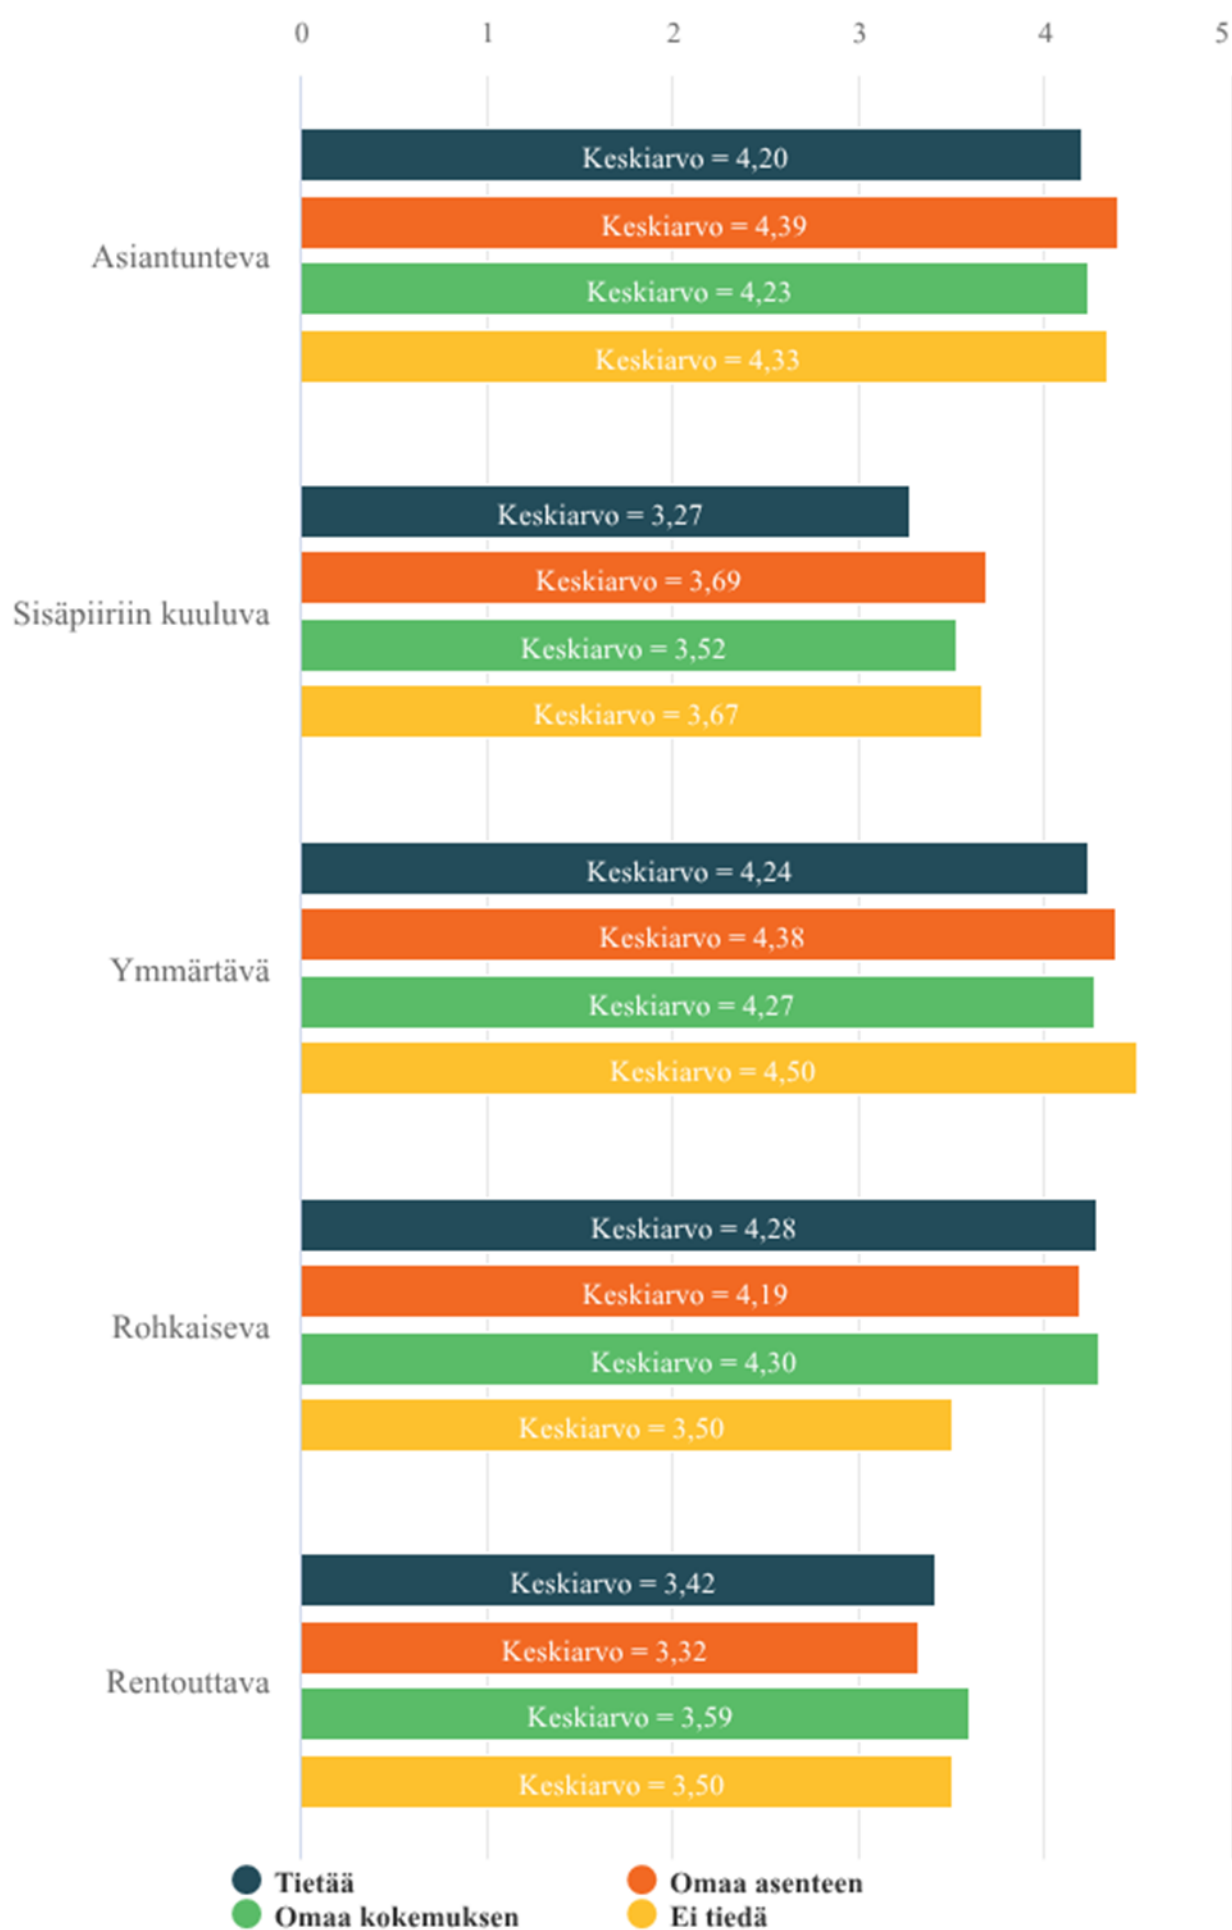 0 1 2 3 4 5
Keskiarvo = 4,20
Keskiarvo = 4,39
Asiantunteva
Keskiarvo = 4,23
Keskiarvo = 4,33
Keskiarvo = 3,27
Keskiarvo = 3,69
Sisäpiiriin kuuluva
Keskiarvo = 3,52
Keskiarvo = 3,67
Keskiarvo = 4,24
Keskiarvo = 4,38
Ymmärtävä
Keskiarvo = 4,27
Keskiarvo = 4,50
Keskiarvo = 4,28
Keskiarvo = 4,19
Rohkaiseva
Keskiarvo = 4,30
Keskiarvo = 3,50
Keskiarvo = 3,42
Keskiarvo = 3,32
Rentouttava
Keskiarvo = 3,59
Keskiarvo = 3,50
Tietää Omaa asenteen
Omaa kokemuksen Ei tiedä